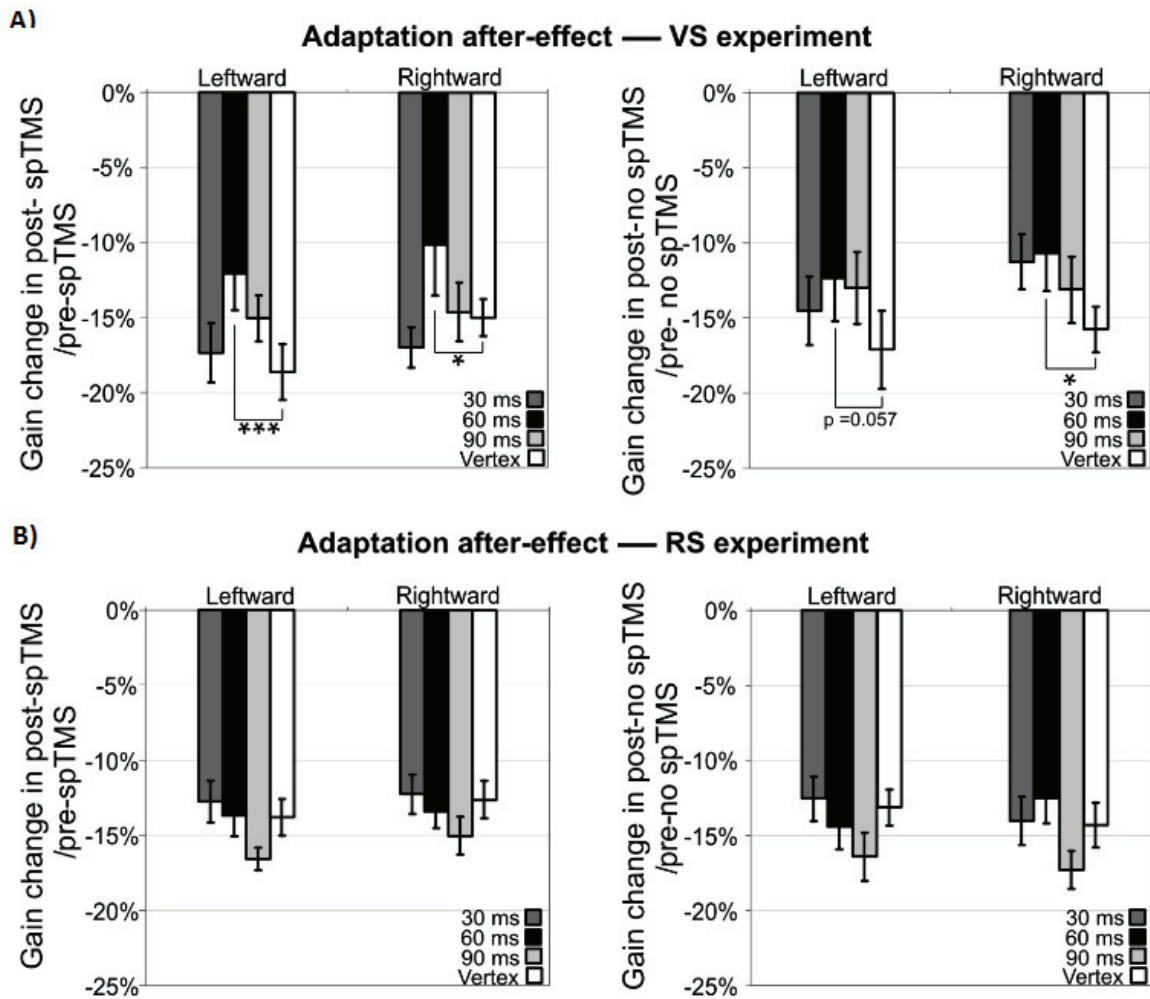 A)
Adaptation after-effect — VS experiment
Leftward
Rightward
0%
-5%
-10%
-15%
-20%
-25%
Gain change in post- spTMS
/pre-spTMS
***
*
30 ms
60 ms
90 ms
Vertex
Leftward
Rightward
0%
-5%
-10%
-15%
-20%
-25%
Gain change in post-no spTMS
/pre- no spTMS
p =0.057
*
30 ms
60 ms
90 ms
Vertex
B)
Adaptation after-effect — RS experiment
Leftward
Rightward
0%
-5%
-10%
-15%
-20%
-25%
Gain change in post-spTMS
/pre-spTMS
30 ms
60 ms
90 ms
Vertex
Leftward
Rightward
0%
-5%
-10%
-15%
-20%
-25%
Gain change in post-no spTMS
/pre-no spTMS
30 ms
60 ms
90 ms
Vertex